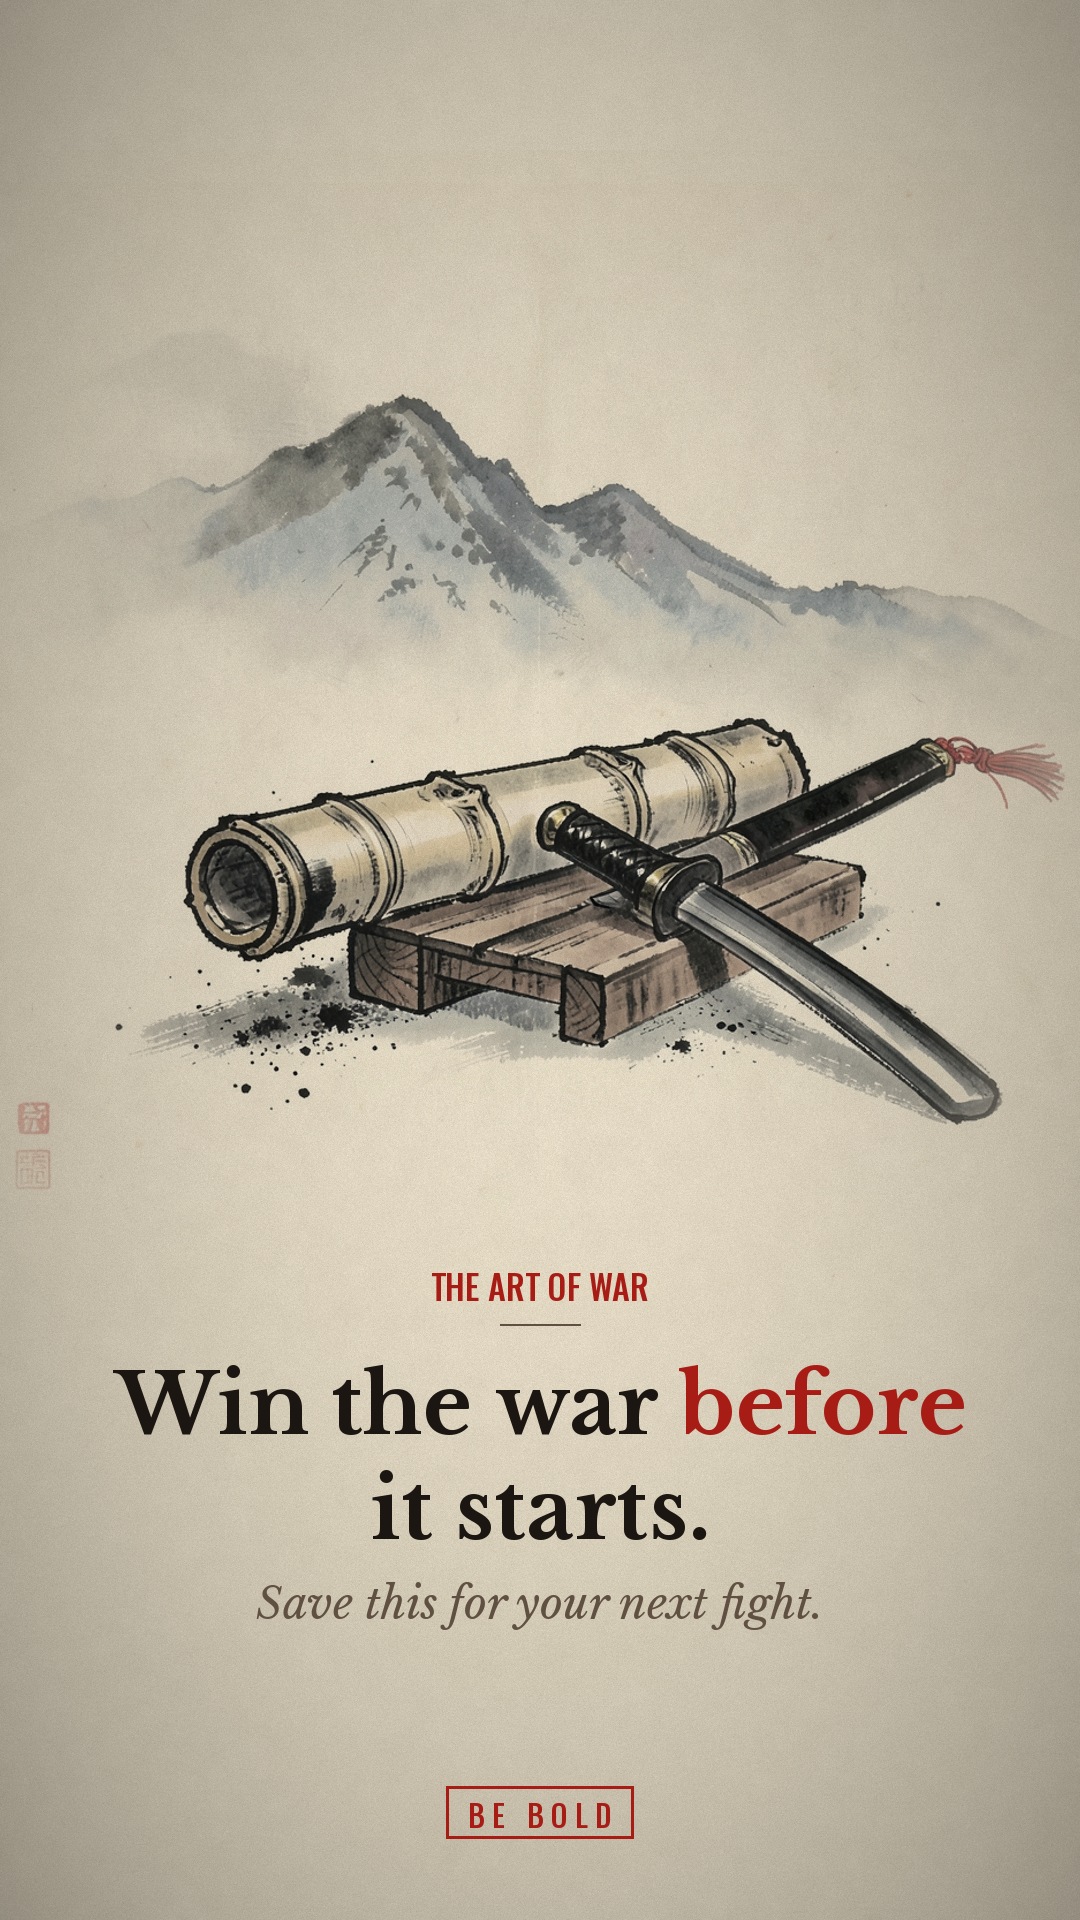 THE ART OF WAR
Win the war before
it starts.
Save this for your next fight.
BE BOLD